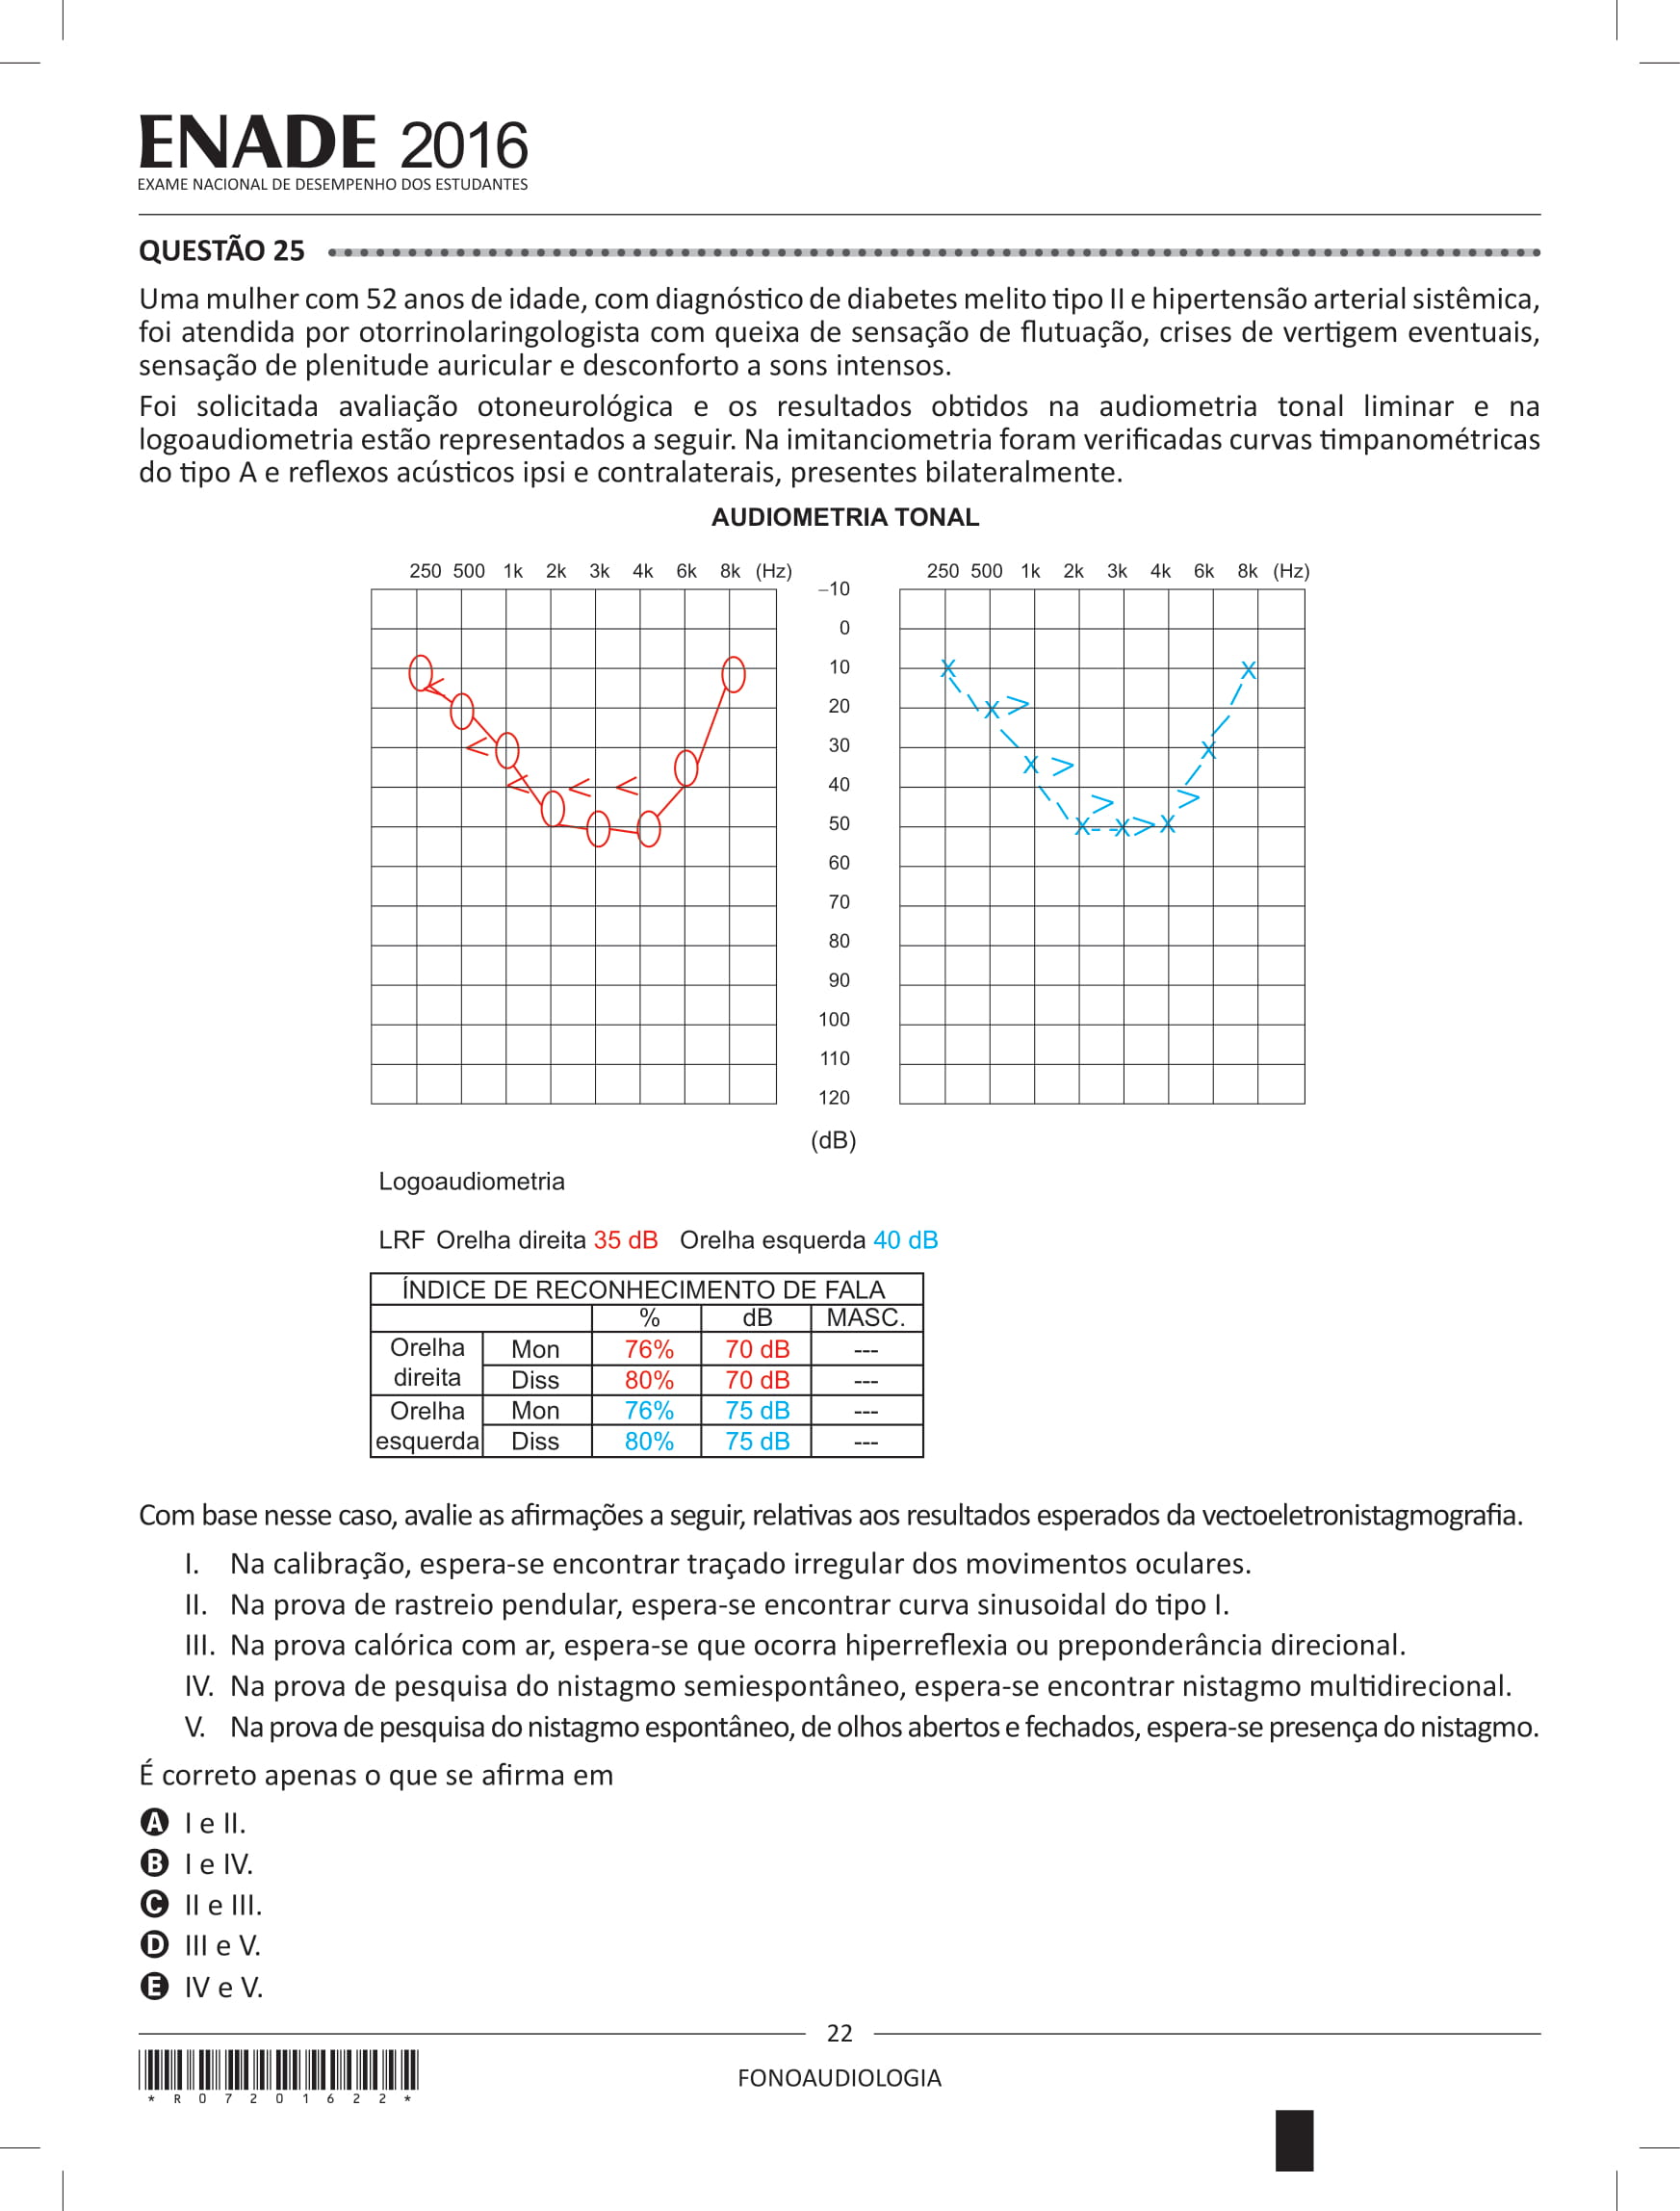 ENADE 2016
EXAME NACIONAL DE DESEMPENHO DOS ESTUDANTES
QUESTÃO 25
Uma mulher com 52 anos de idade, com diagnóstico de diabetes melito tipo II e hipertensão arterial sistêmica,
foi atendida por otorrinolaringologista com queixa de sensação de flutuação, crises de vertigem eventuais,
sensação de plenitude auricular e desconforto a sons intensos.
Foi solicitada avaliação otoneurológica e os resultados obtidos na audiometria tonal liminar e na
logoaudiometria estão representados a seguir. Na imitanciometria foram verificadas curvas timpanométricas
do tipo A e reflexos acústicos ipsi e contralaterais, presentes bilateralmente.
AUDIOMETRIA TONAL
250 500 1k 2k 3k 4k 6k 8k (Hz) 250 500 1k 2k 3k 4k 6k 8k (Hz)
–10
0
10
20
30
40
50
60
70
80
90
100
110
120
(dB)
Logoaudiometria
LRF Orelha direita 35 dB Orelha esquerda 40 dB
ÍNDICE DE RECONHECIMENTO DE FALA
% dB MASC.
Orelha direita Mon 76% 70 dB ---
Diss 80% 70 dB ---
Orelha esquerda Mon 76% 75 dB ---
Diss 80% 75 dB ---
Com base nesse caso, avalie as afirmações a seguir, relativas aos resultados esperados da vectoeletronistagmografia.
I. Na calibração, espera-se encontrar traçado irregular dos movimentos oculares.
II. Na prova de rastreio pendular, espera-se encontrar curva sinusoidal do tipo I.
III. Na prova calórica com ar, espera-se que ocorra hiperreflexia ou preponderância direcional.
IV. Na prova de pesquisa do nistagmo semiespontâneo, espera-se encontrar nistagmo multidirecional.
V. Na prova de pesquisa do nistagmo espontâneo, de olhos abertos e fechados, espera-se presença do nistagmo.
É correto apenas o que se afirma em
A I e II.
B I e IV.
C II e III.
D III e V.
E IV e V.
22
FONOAUDIOLOGIA
* R 0 7 2 0 1 6 2 2 *